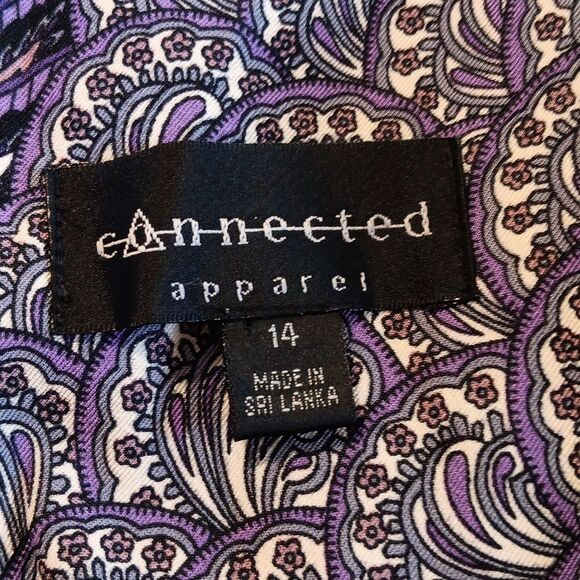 connected
apparel
14
MADE IN
SRI LANKA